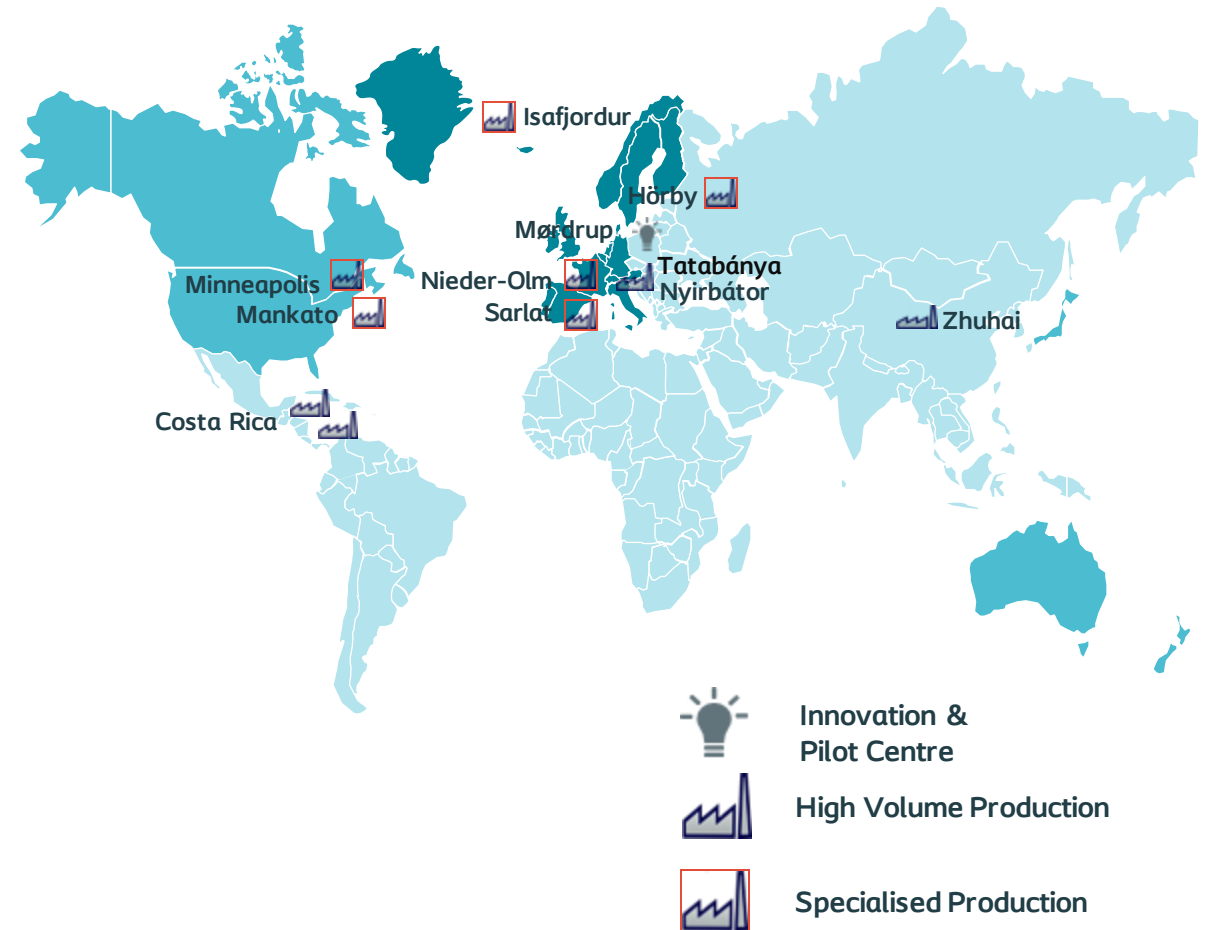 Isafjordur
Hörby
Mørdrup
Tatabánya
Nieder-Olm
Minneapolis
Nyirbátor
Mankato
Sarlat
Zhuhai
Costa Rica
Innovation &
Pilot Centre
High Volume Production
Specialised Production